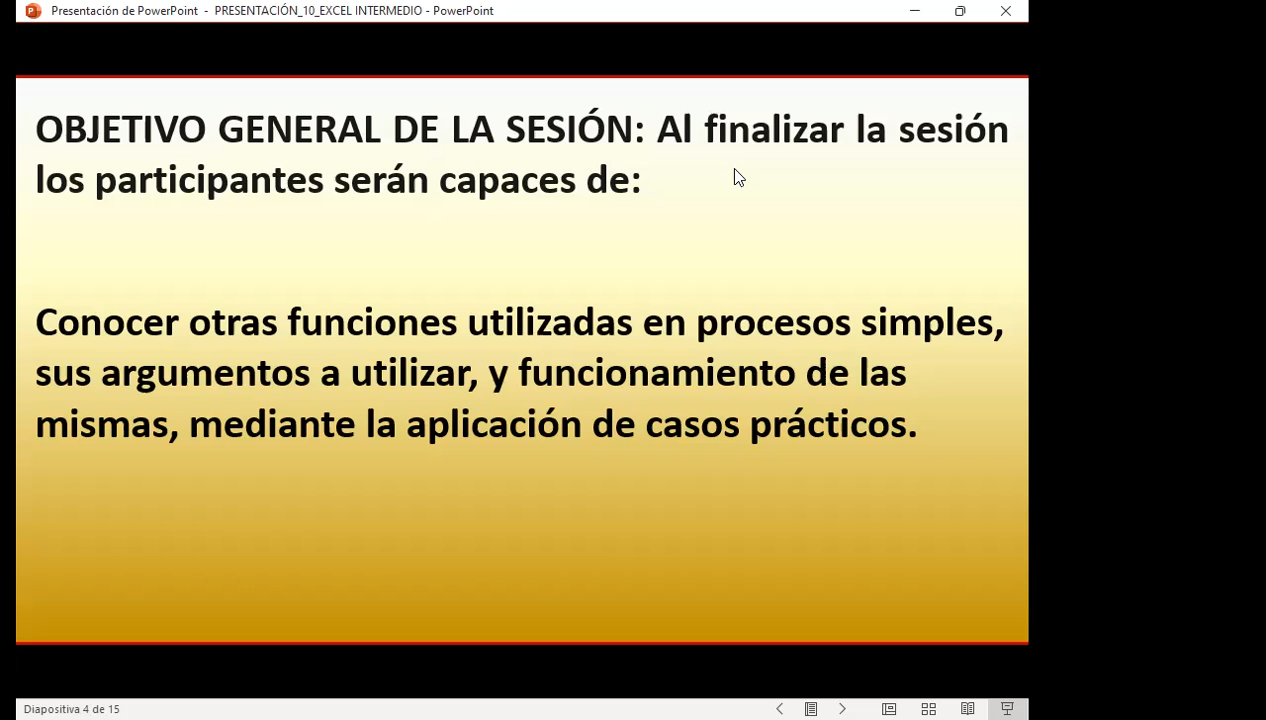 Presentación de PowerPoint - PRESENTACIÓN_10_EXCEL INTERMEDIO - PowerPoint
OBJETIVO GENERAL DE LA SESIÓN: Al finalizar la sesión
los participantes serán capaces de:
Conocer otras funciones utilizadas en procesos simples,
sus argumentos a utilizar, y funcionamiento de las
mismas, mediante la aplicación de casos prácticos.
Diapositiva 4 de 15